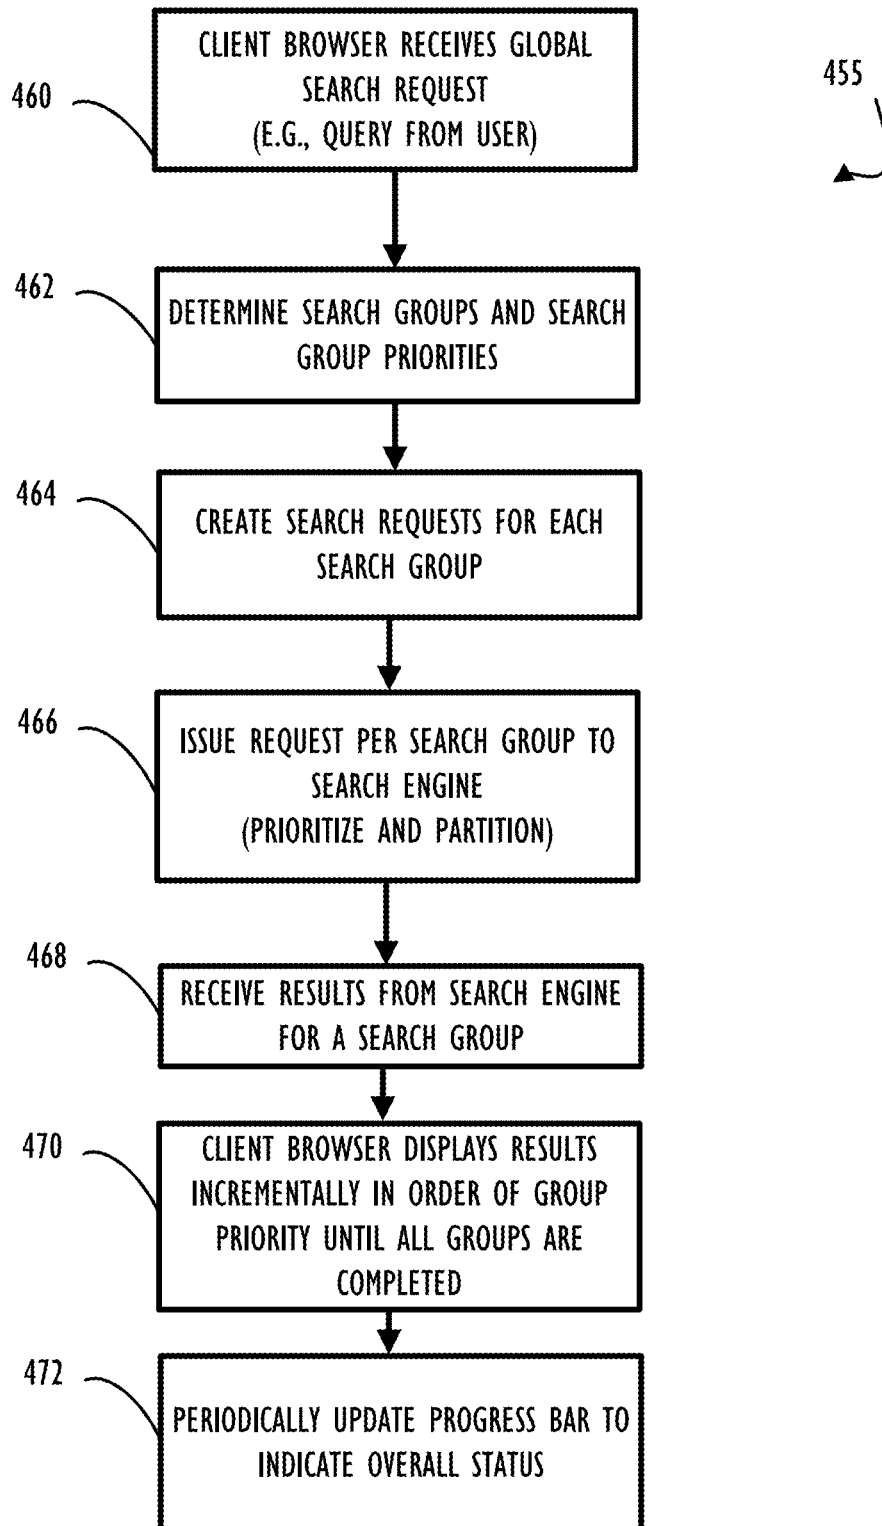 CLIENT BROWSER RECEIVES GLOBAL
SEARCH REQUEST
(E.G., QUERY FROM USER)
460
455
462
DETERMINE SEARCH GROUPS AND SEARCH
GROUP PRIORITIES
464
CREATE SEARCH REQUESTS FOR EACH
SEARCH GROUP
466
ISSUE REQUEST PER SEARCH GROUP TO
SEARCH ENGINE
(PRIORITIZE AND PARTITION)
468
RECEIVE RESULTS FROM SEARCH ENGINE
FOR A SEARCH GROUP
470
CLIENT BROWSER DISPLAYS RESULTS
INCREMENTALLY IN ORDER OF GROUP
PRIORITY UNTIL ALL GROUPS ARE
COMPLETED
472
PERIODICALLY UPDATE PROGRESS BAR TO
INDICATE OVERALL STATUS